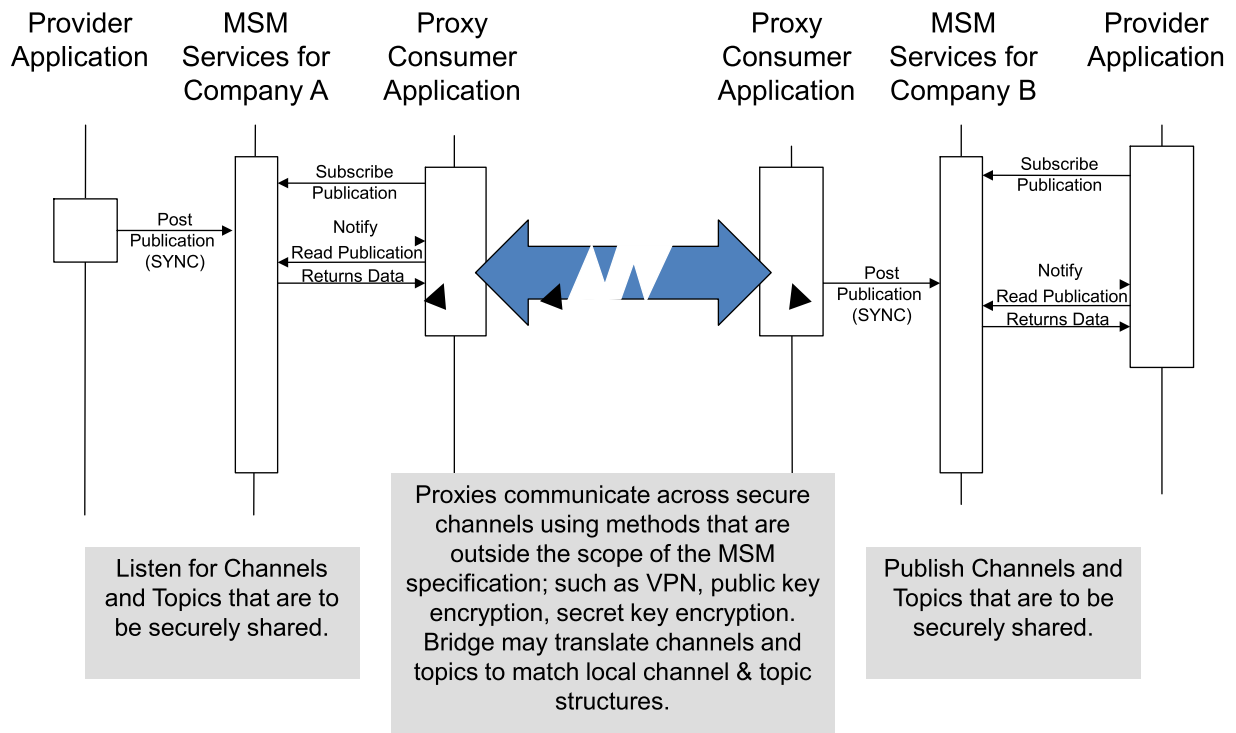 Provider
Application
MSM
Services for
Company A
Proxy
Consumer
Application
Proxy
Consumer
Application
MSM
Services for
Company B
Provider
Application
Subscribe
Publication
Post
Publication
(SYNC)
Notify
Read Publication
Returns Data
Subscribe
Publication
Post
Publication
(SYNC)
Notify
Read Publication
Returns Data
Listen for Channels
and Topics that are to
be securely shared.
Proxies communicate across secure
channels using methods that are
outside the scope of the MSM
specification; such as VPN, public key
encryption, secret key encryption.
Bridge may translate channels and
topics to match local channel & topic
structures.
Publish Channels and
Topics that are to be
securely shared.